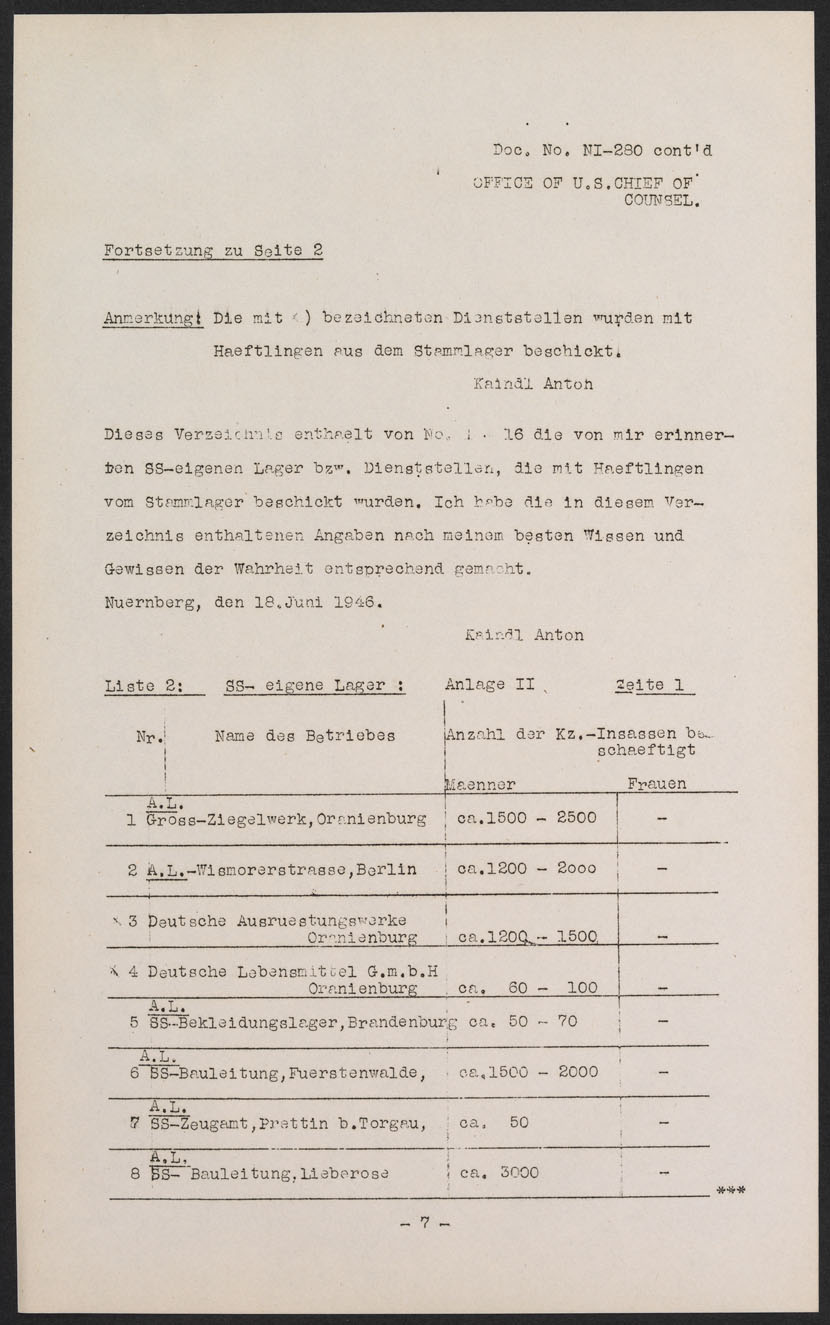 Doc. No. NI-280 cont'd
OFFICE OF U.S.CHIEF OF
COUNSEL.
Fortsetzung zu Seite 2
Anmerkung: Die mit x) bezeichneten Dienststellen wurden mit
Haeftlingen aus dem Stammlager beschickt.
Kaindl Anton
Dieses Verzeichnis enthaelt von No. 1 - 16 die von mir erinner-
ten SS-eigenen Lager bzw. Dienststellen, die mit Haeftlingen
vom Stammlager beschickt wurden. Ich habe die in diesem Ver-
zeichnis enthaltenen Angaben nach meinem besten Wissen und
Gewissen der Wahrheit entsprechend gemacht.
Nuernberg, den 18.Juni 1946.
Kaindl Anton
Liste 2: SS- eigene Lager : Anlage II Seite 1
Nr. Name des Betriebes Anzahl der Kz.-Insassen be-
schaeftigt
Maenner Frauen
A.L.
1 Gross-Ziegelwerk,Oranienburg ca.1500 - 2500 -
2 A.L.-Wismorerstrasse,Berlin ca.1200 - 2ooo -
x 3 Deutsche Ausruestungswerke
Oranienburg ca.1200 - 1500 -
x 4 Deutsche Lebensmittel G.m.b.H
Oranienburg ca. 60 - 100 -
A.L.
5 SS-Bekleidungslager,Brandenburg ca. 50 - 70 -
A.L.
6 SS-Bauleitung,Fuerstenwalde, ca.1500 - 2000 -
A.L.
7 SS-Zeugamt,Prettin b.Torgau, ca. 50 -
A.L.
8 SS- Bauleitung,Lieberose ca. 3000 -
***
- 7 -